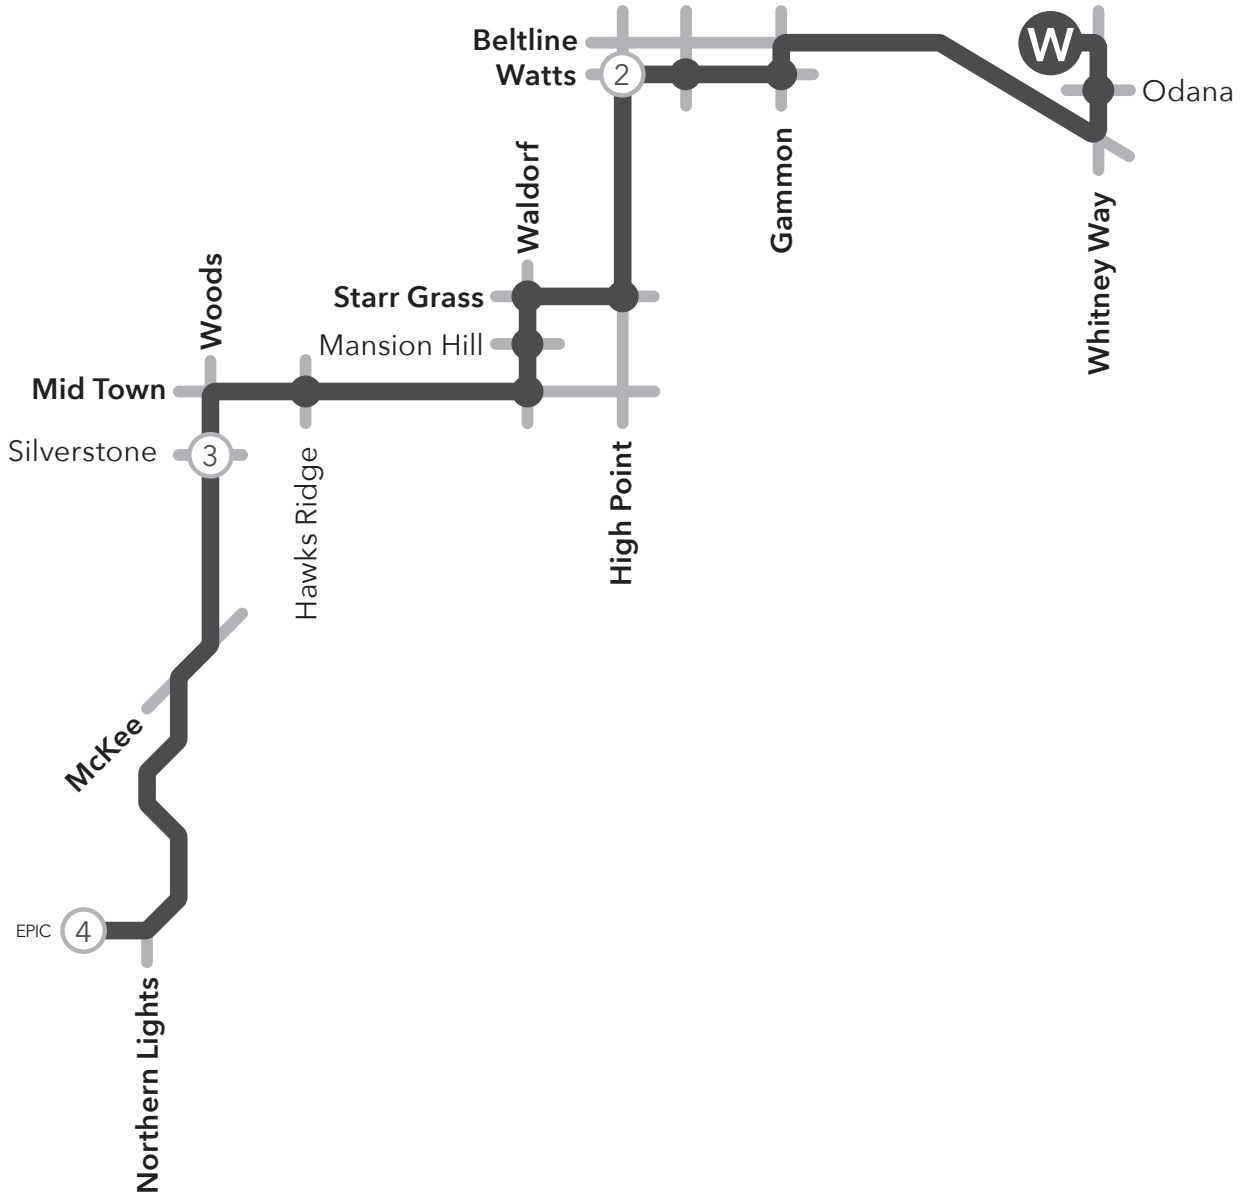 Beltline
W
Watts
2
Odana
Gammon
Waldorf
Whitney Way
Woods
Starr Grass
Mansion Hill
Mid Town
Silverstone
3
Hawks Ridge
High Point
McKee
EPIC
4
Northern Lights